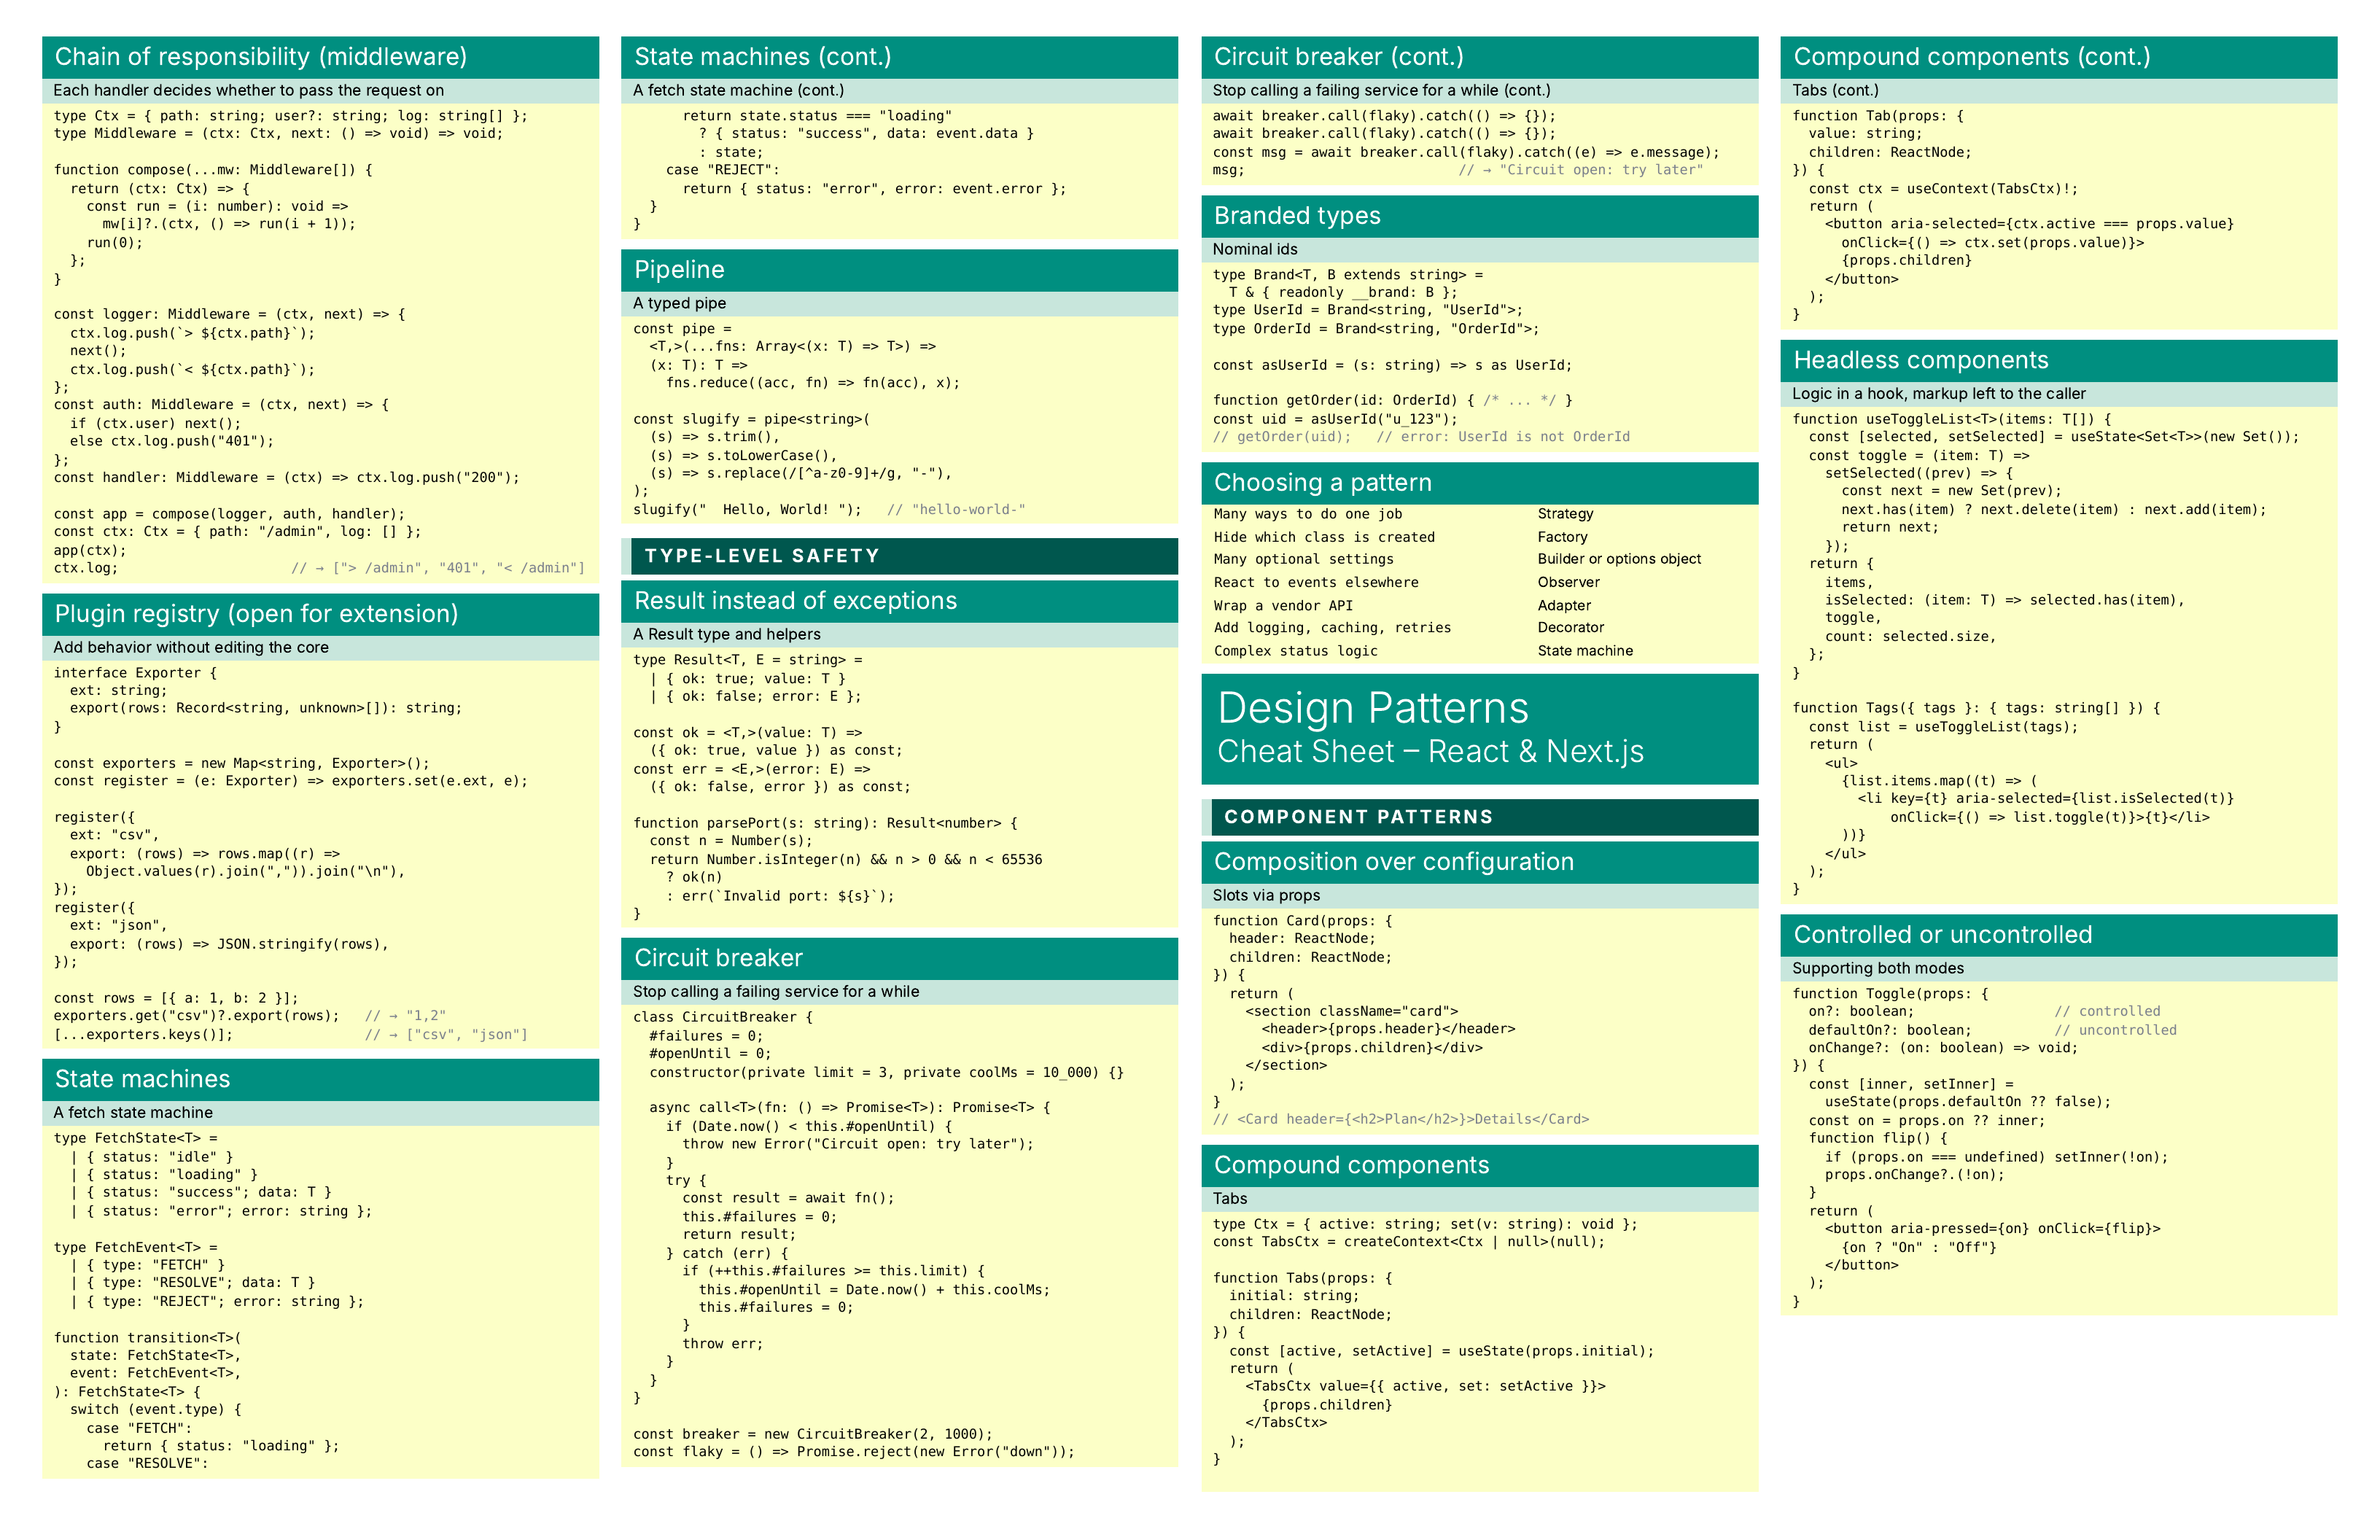 Chain of responsibility (middleware)
Each handler decides whether to pass the request on
type Ctx = { path: string; user?: string; log: string[] };
type Middleware = (ctx: Ctx, next: () => void) => void;

function compose(...mw: Middleware[]) {
  return (ctx: Ctx) => {
    const run = (i: number): void =>
      mw[i]?.(ctx, () => run(i + 1));
    run(0);
  };
}

const logger: Middleware = (ctx, next) => {
  ctx.log.push(`> ${ctx.path}`);
  next();
  ctx.log.push(`< ${ctx.path}`);
};
const auth: Middleware = (ctx, next) => {
  if (ctx.user) next();
  else ctx.log.push("401");
};
const handler: Middleware = (ctx) => ctx.log.push("200");

const app = compose(logger, auth, handler);
const ctx: Ctx = { path: "/admin", log: [] };
app(ctx);
ctx.log;                     // → ["> /admin", "401", "< /admin"]
Plugin registry (open for extension)
Add behavior without editing the core
interface Exporter {
  ext: string;
  export(rows: Record<string, unknown>[]): string;
}

const exporters = new Map<string, Exporter>();
const register = (e: Exporter) => exporters.set(e.ext, e);

register({
  ext: "csv",
  export: (rows) => rows.map((r) =>
    Object.values(r).join(",")).join("\n"),
});
register({
  ext: "json",
  export: (rows) => JSON.stringify(rows),
});

const rows = [{ a: 1, b: 2 }];
exporters.get("csv")?.export(rows);   // → "1,2"
[...exporters.keys()];                // → ["csv", "json"]
State machines
A fetch state machine
type FetchState<T> =
  | { status: "idle" }
  | { status: "loading" }
  | { status: "success"; data: T }
  | { status: "error"; error: string };

type FetchEvent<T> =
  | { type: "FETCH" }
  | { type: "RESOLVE"; data: T }
  | { type: "REJECT"; error: string };

function transition<T>(
  state: FetchState<T>,
  event: FetchEvent<T>,
): FetchState<T> {
  switch (event.type) {
    case "FETCH":
      return { status: "loading" };
    case "RESOLVE":
State machines (cont.)
A fetch state machine (cont.)
      return state.status === "loading"
        ? { status: "success", data: event.data }
        : state;
    case "REJECT":
      return { status: "error", error: event.error };
  }
}
Pipeline
A typed pipe
const pipe =
  <T,>(...fns: Array<(x: T) => T>) =>
  (x: T): T =>
    fns.reduce((acc, fn) => fn(acc), x);

const slugify = pipe<string>(
  (s) => s.trim(),
  (s) => s.toLowerCase(),
  (s) => s.replace(/[^a-z0-9]+/g, "-"),
);
slugify("  Hello, World! ");   // "hello-world-"
TYPE-LEVEL SAFETY
Result instead of exceptions
A Result type and helpers
type Result<T, E = string> =
  | { ok: true; value: T }
  | { ok: false; error: E };

const ok = <T,>(value: T) =>
  ({ ok: true, value }) as const;
const err = <E,>(error: E) =>
  ({ ok: false, error }) as const;

function parsePort(s: string): Result<number> {
  const n = Number(s);
  return Number.isInteger(n) && n > 0 && n < 65536
    ? ok(n)
    : err(`Invalid port: ${s}`);
}
Circuit breaker
Stop calling a failing service for a while
class CircuitBreaker {
  #failures = 0;
  #openUntil = 0;
  constructor(private limit = 3, private coolMs = 10_000) {}

  async call<T>(fn: () => Promise<T>): Promise<T> {
    if (Date.now() < this.#openUntil) {
      throw new Error("Circuit open: try later");
    }
    try {
      const result = await fn();
      this.#failures = 0;
      return result;
    } catch (err) {
      if (++this.#failures >= this.limit) {
        this.#openUntil = Date.now() + this.coolMs;
        this.#failures = 0;
      }
      throw err;
    }
  }
}

const breaker = new CircuitBreaker(2, 1000);
const flaky = () => Promise.reject(new Error("down"));
Circuit breaker (cont.)
Stop calling a failing service for a while (cont.)
await breaker.call(flaky).catch(() => {});
await breaker.call(flaky).catch(() => {});
const msg = await breaker.call(flaky).catch((e) => e.message);
msg;                          // → "Circuit open: try later"
Branded types
Nominal ids
type Brand<T, B extends string> =
  T & { readonly __brand: B };
type UserId = Brand<string, "UserId">;
type OrderId = Brand<string, "OrderId">;

const asUserId = (s: string) => s as UserId;

function getOrder(id: OrderId) { /* ... */ }
const uid = asUserId("u_123");
// getOrder(uid);   // error: UserId is not OrderId
Choosing a pattern
Many ways to do one job    Strategy
Hide which class is created    Factory
Many optional settings    Builder or options object
React to events elsewhere    Observer
Wrap a vendor API    Adapter
Add logging, caching, retries    Decorator
Complex status logic    State machine
Design Patterns
Cheat Sheet – React & Next.js
COMPONENT PATTERNS
Composition over configuration
Slots via props
function Card(props: {
  header: ReactNode;
  children: ReactNode;
}) {
  return (
    <section className="card">
      <header>{props.header}</header>
      <div>{props.children}</div>
    </section>
  );
}
// <Card header={<h2>Plan</h2>}>Details</Card>
Compound components
Tabs
type Ctx = { active: string; set(v: string): void };
const TabsCtx = createContext<Ctx | null>(null);

function Tabs(props: {
  initial: string;
  children: ReactNode;
}) {
  const [active, setActive] = useState(props.initial);
  return (
    <TabsCtx value={{ active, set: setActive }}>
      {props.children}
    </TabsCtx>
  );
}
Compound components (cont.)
Tabs (cont.)
function Tab(props: {
  value: string;
  children: ReactNode;
}) {
  const ctx = useContext(TabsCtx)!;
  return (
    <button aria-selected={ctx.active === props.value}
      onClick={() => ctx.set(props.value)}>
      {props.children}
    </button>
  );
}
Headless components
Logic in a hook, markup left to the caller
function useToggleList<T>(items: T[]) {
  const [selected, setSelected] = useState<Set<T>>(new Set());
  const toggle = (item: T) =>
    setSelected((prev) => {
      const next = new Set(prev);
      next.has(item) ? next.delete(item) : next.add(item);
      return next;
    });
  return {
    items,
    isSelected: (item: T) => selected.has(item),
    toggle,
    count: selected.size,
  };
}

function Tags({ tags }: { tags: string[] }) {
  const list = useToggleList(tags);
  return (
    <ul>
      {list.items.map((t) => (
        <li key={t} aria-selected={list.isSelected(t)}
            onClick={() => list.toggle(t)}>{t}</li>
      ))}
    </ul>
  );
}
Controlled or uncontrolled
Supporting both modes
function Toggle(props: {
  on?: boolean;                 // controlled
  defaultOn?: boolean;          // uncontrolled
  onChange?: (on: boolean) => void;
}) {
  const [inner, setInner] =
    useState(props.defaultOn ?? false);
  const on = props.on ?? inner;
  function flip() {
    if (props.on === undefined) setInner(!on);
    props.onChange?.(!on);
  }
  return (
    <button aria-pressed={on} onClick={flip}>
      {on ? "On" : "Off"}
    </button>
  );
}